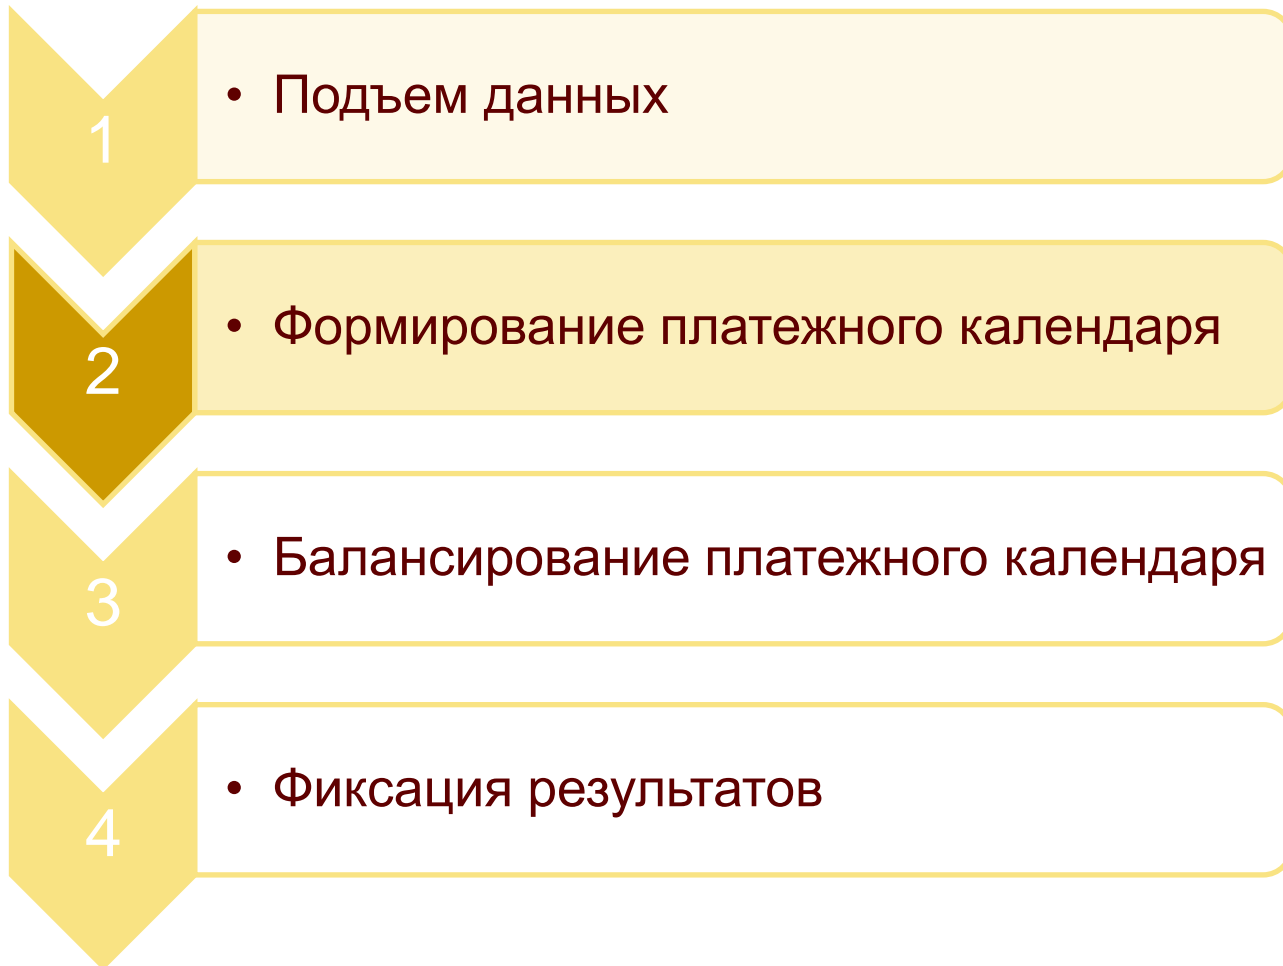 1
• Подъем данных
2
• Формирование платежного календаря
3
• Балансирование платежного календаря
4
• Фиксация результатов